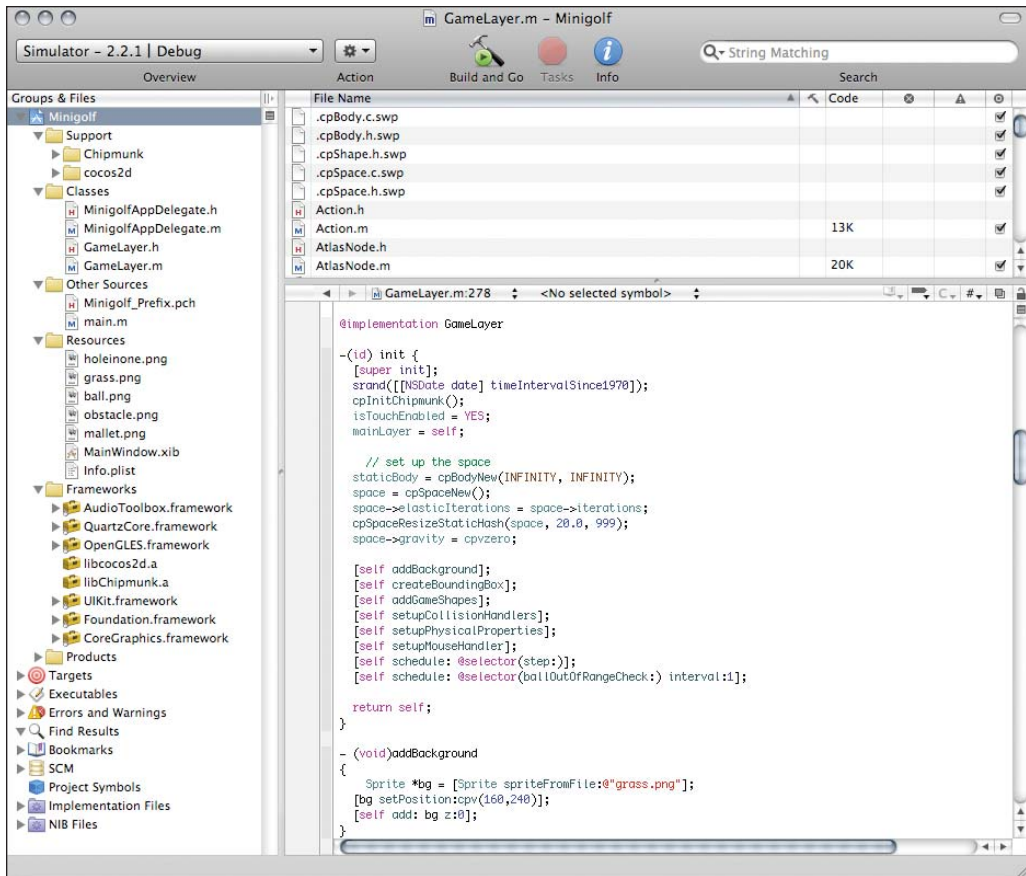 GameLayer.m – Minigolf
Simulator – 2.2.1 | Debug
String Matching
Overview
Action
Build and Go
Tasks
Info
Search
Groups & Files
Minigolf
Support
Chipmunk
cocos2d
Classes
MinigolfAppDelegate.h
MinigolfAppDelegate.m
GameLayer.h
GameLayer.m
Other Sources
Minigolf_Prefix.pch
main.m
Resources
holeinone.png
grass.png
ball.png
obstacle.png
mallet.png
MainWindow.xib
Info.plist
Frameworks
AudioToolbox.framework
QuartzCore.framework
OpenGLES.framework
libcocos2d.a
libChipmunk.a
UIKit.framework
Foundation.framework
CoreGraphics.framework
Products
Targets
Executables
Errors and Warnings
Find Results
Bookmarks
SCM
Project Symbols
Implementation Files
NIB Files
File Name Code
.cpBody.c.swp
.cpBody.h.swp
.cpShape.h.swp
.cpSpace.c.swp
.cpSpace.h.swp
Action.h
Action.m 13K
AtlasNode.h
AtlasNode.m 20K
GameLayer.m:278 <No selected symbol> C #
@implementation GameLayer
-(id) init {
[super init];
srand([[NSDate date] timeIntervalSince1970]);
cpInitChipmunk();
isTouchEnabled = YES;
mainLayer = self;
// set up the space
staticBody = cpBodyNew(INFINITY, INFINITY);
space = cpSpaceNew();
space->elasticIterations = space->iterations;
cpSpaceResizeStaticHash(space, 20.0, 999);
space->gravity = cpvzero;
[self addBackground];
[self createBoundingBox];
[self addGameShapes];
[self setupCollisionHandlers];
[self setupPhysicalProperties];
[self setupMouseHandler];
[self schedule: @selector(step:)];
[self schedule: @selector(ballOutOfRangeCheck:) interval:1];
return self;
}
- (void)addBackground
{
Sprite *bg = [Sprite spriteFromFile:@"grass.png"];
[bg setPosition:cpv(160,240)];
[self add: bg z:0];
}